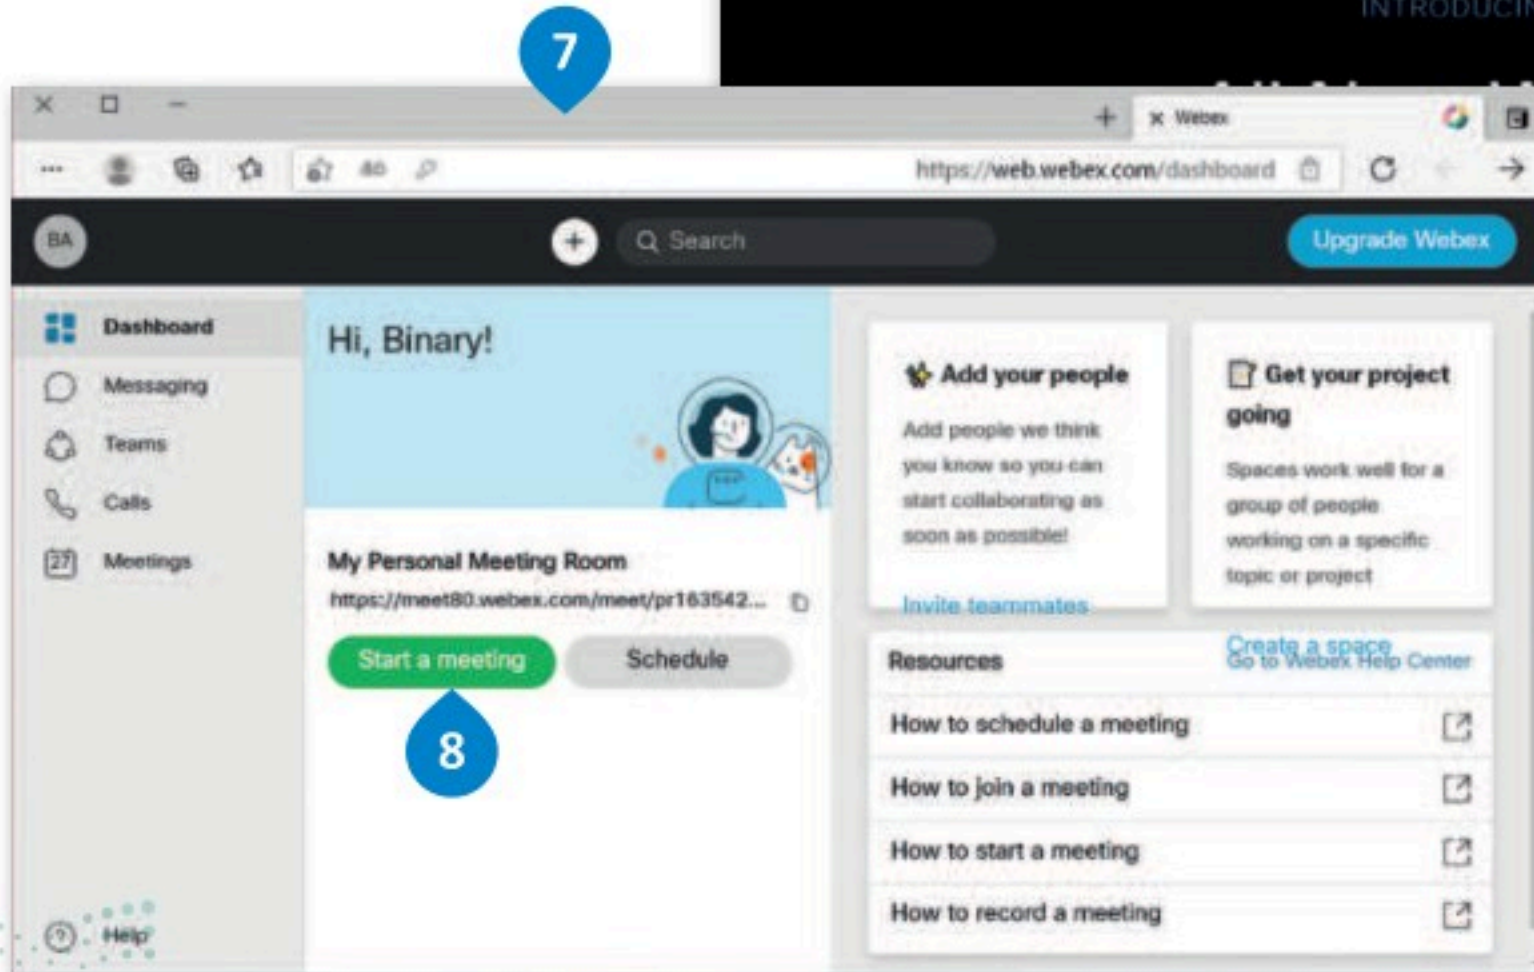 INTRODUCIN
7
Webex
https://web.webex.com/dashboard
BA
Search
Upgrade Webex
Dashboard
Messaging
Teams
Calls
27
Meetings
Help
Hi, Binary!
My Personal Meeting Room
https://meet80.webex.com/meet/pr163542...
Start a meeting
Schedule
8
Add your people
Add people we think
you know so you can
start collaborating as
soon as possible!
Invite teammates
Get your project
going
Spaces work well for a
group of people
working on a specific
topic or project
Create a space
Resources
Go to Webex Help Center
How to schedule a meeting
How to join a meeting
How to start a meeting
How to record a meeting